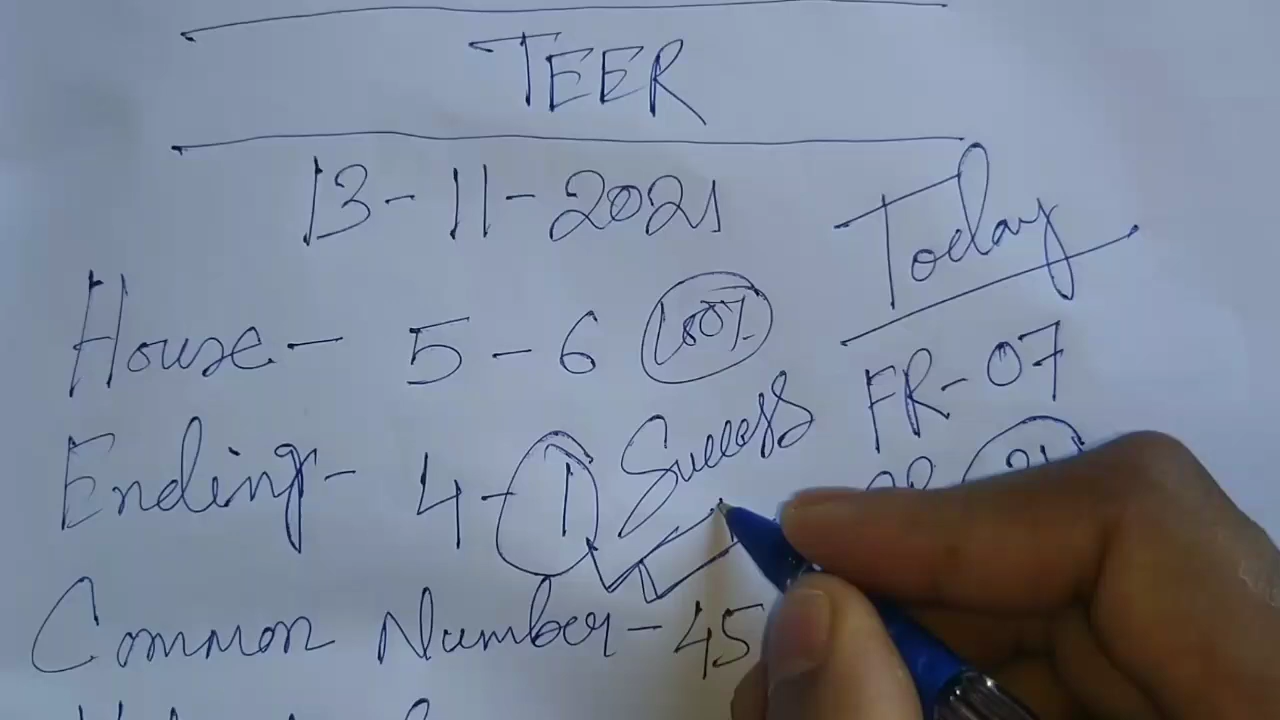 TEER
13-11-2021
Today
House- 5-6 100%
FR-07
Ending- 4-1 Success
Common Number-45